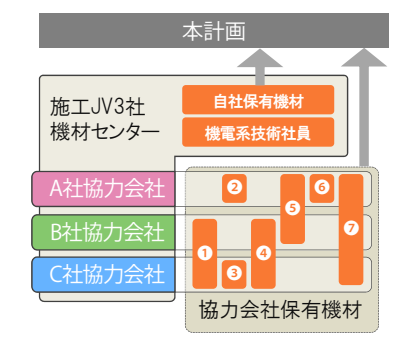 本計画
施工JV3社
機材センター
自社保有機材
機電系技術社員
A社協力会社
B社協力会社
C社協力会社
❶
❷
❸
❹
❺
❻
❼
協力会社保有機材